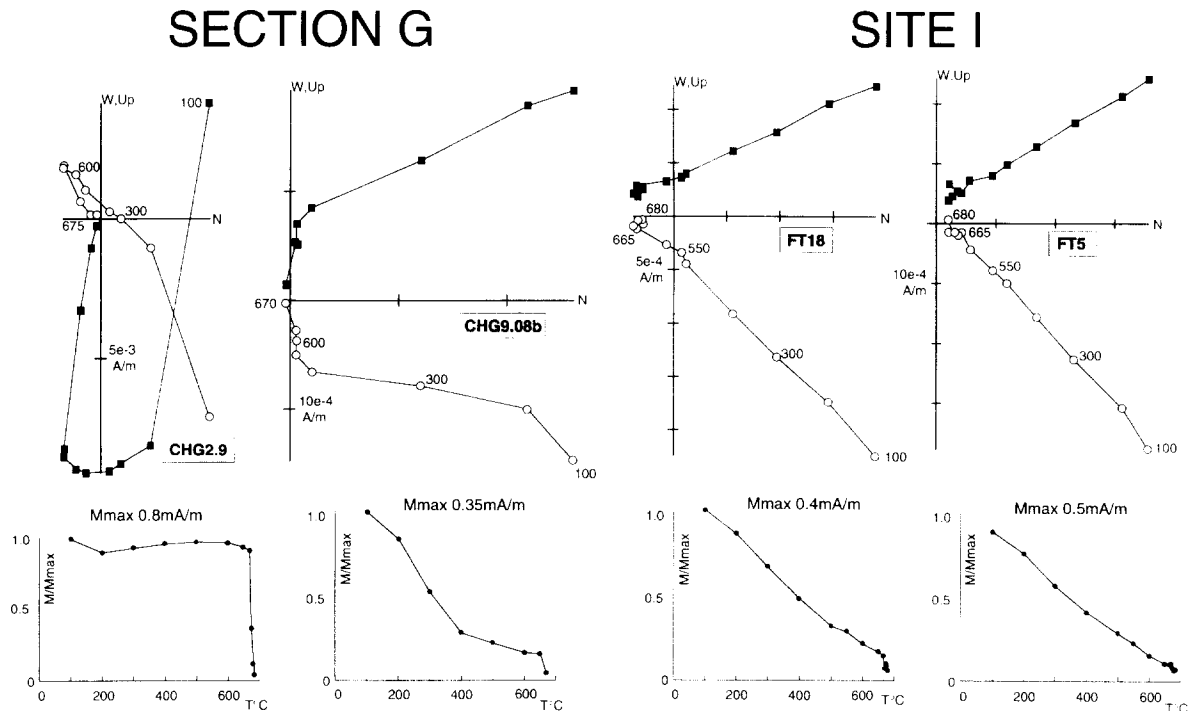 SECTION G
SITE I
W,Up
100
600
300
675
N
5e-3
A/m
CHG2.9
W,Up
N
670
CHG9.08b
600
300
10e-4
A/m
100
W,Up
N
680
665
FT18
550
5e-4
A/m
300
100
W,Up
N
680
665
FT5
550
10e-4
A/m
300
100
Mmax 0.8mA/m
1.0
M/Mmax
0.5
0
0
200
400
600
T°C
Mmax 0.35mA/m
1.0
M/Mmax
0.5
0
0
200
400
600
T°C
Mmax 0.4mA/m
1.0
M/Mmax
0.5
0
0
200
400
600
T°C
Mmax 0.5mA/m
1.0
M/Mmax
0.5
0
0
200
400
600
T°C